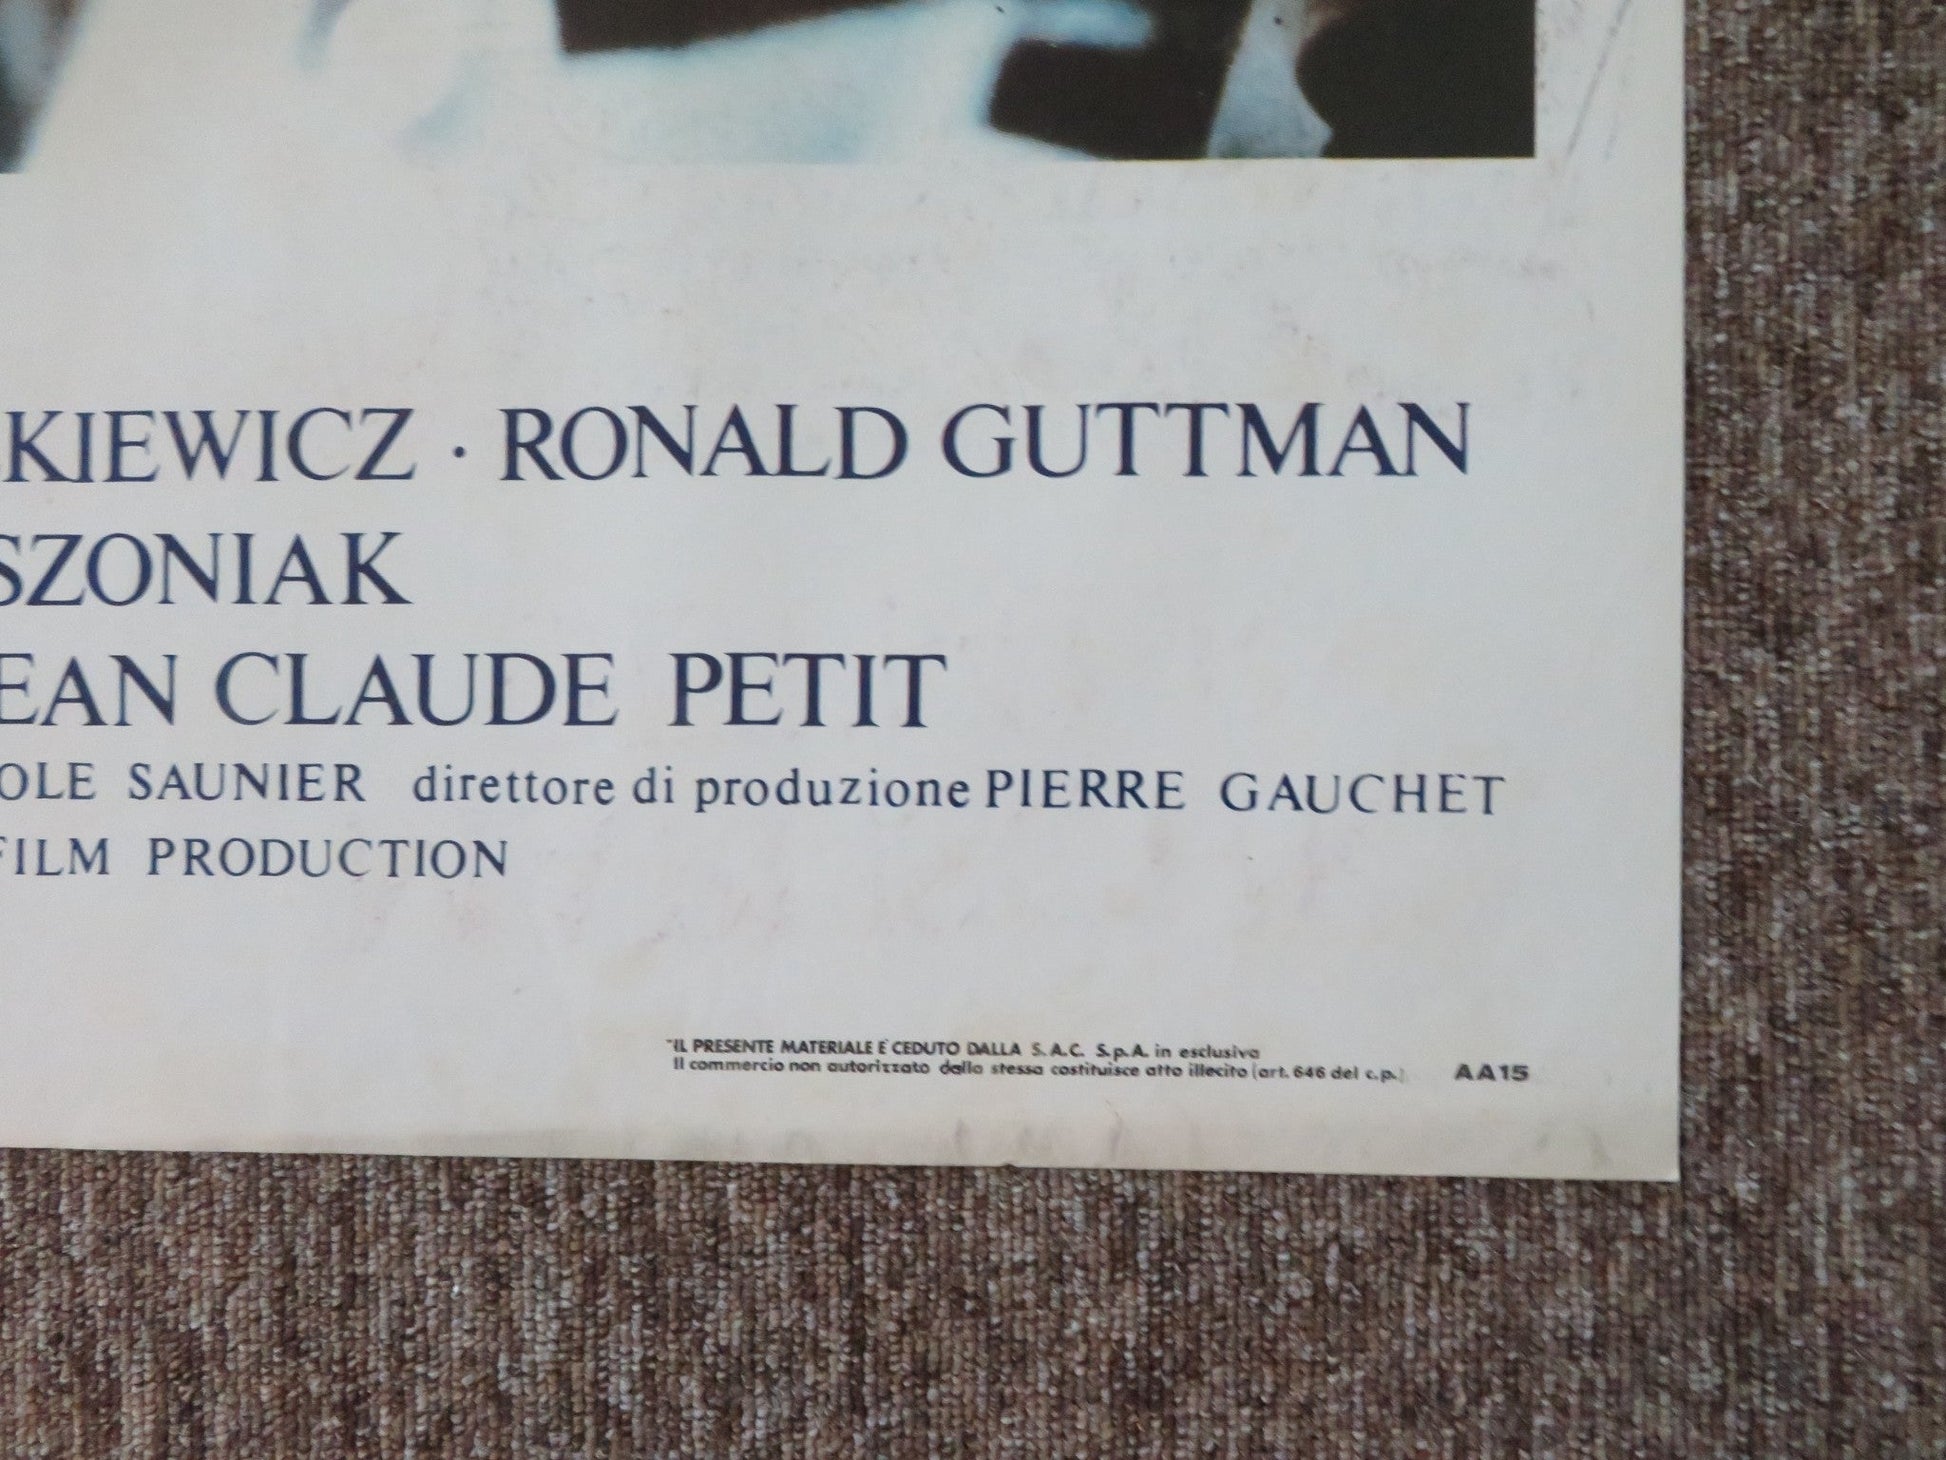 KIEWICZ · RONALD GUTTMAN
SZONIAK
EAN CLAUDE PETIT
OLE SAUNIER direttore di produzione PIERRE GAUCHET
FILM PRODUCTION
"IL PRESENTE MATERIALE E' CEDUTO DALLA S.A.C. S.p.A. in esclusiva
Il commercio non autorizzato dalla stessa costituisce atto illecito (art. 646 del c.p.) AA15